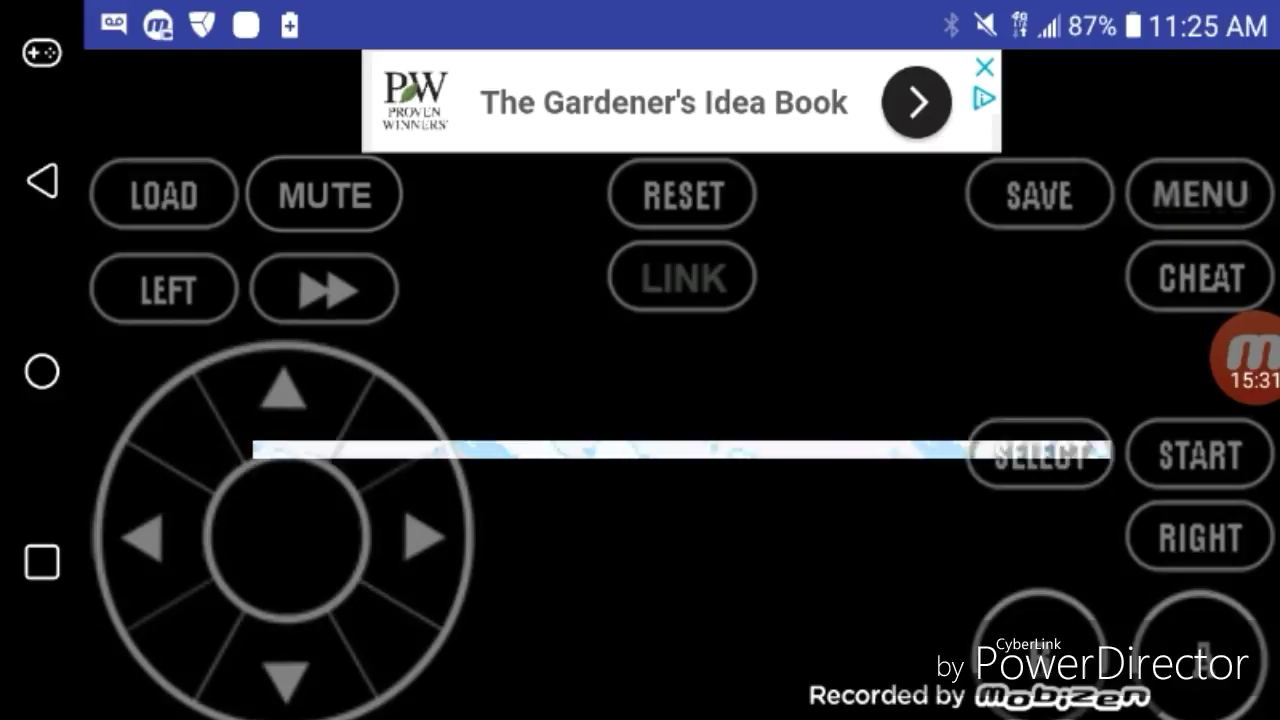 87% 11:25 AM
PW
PROVEN
WINNERS
The Gardener's Idea Book
LOAD
MUTE
RESET
SAVE
MENU
LEFT
LINK
CHEAT
15:31
SELECT
START
RIGHT
CyberLink
by PowerDirector
Recorded by mobizen